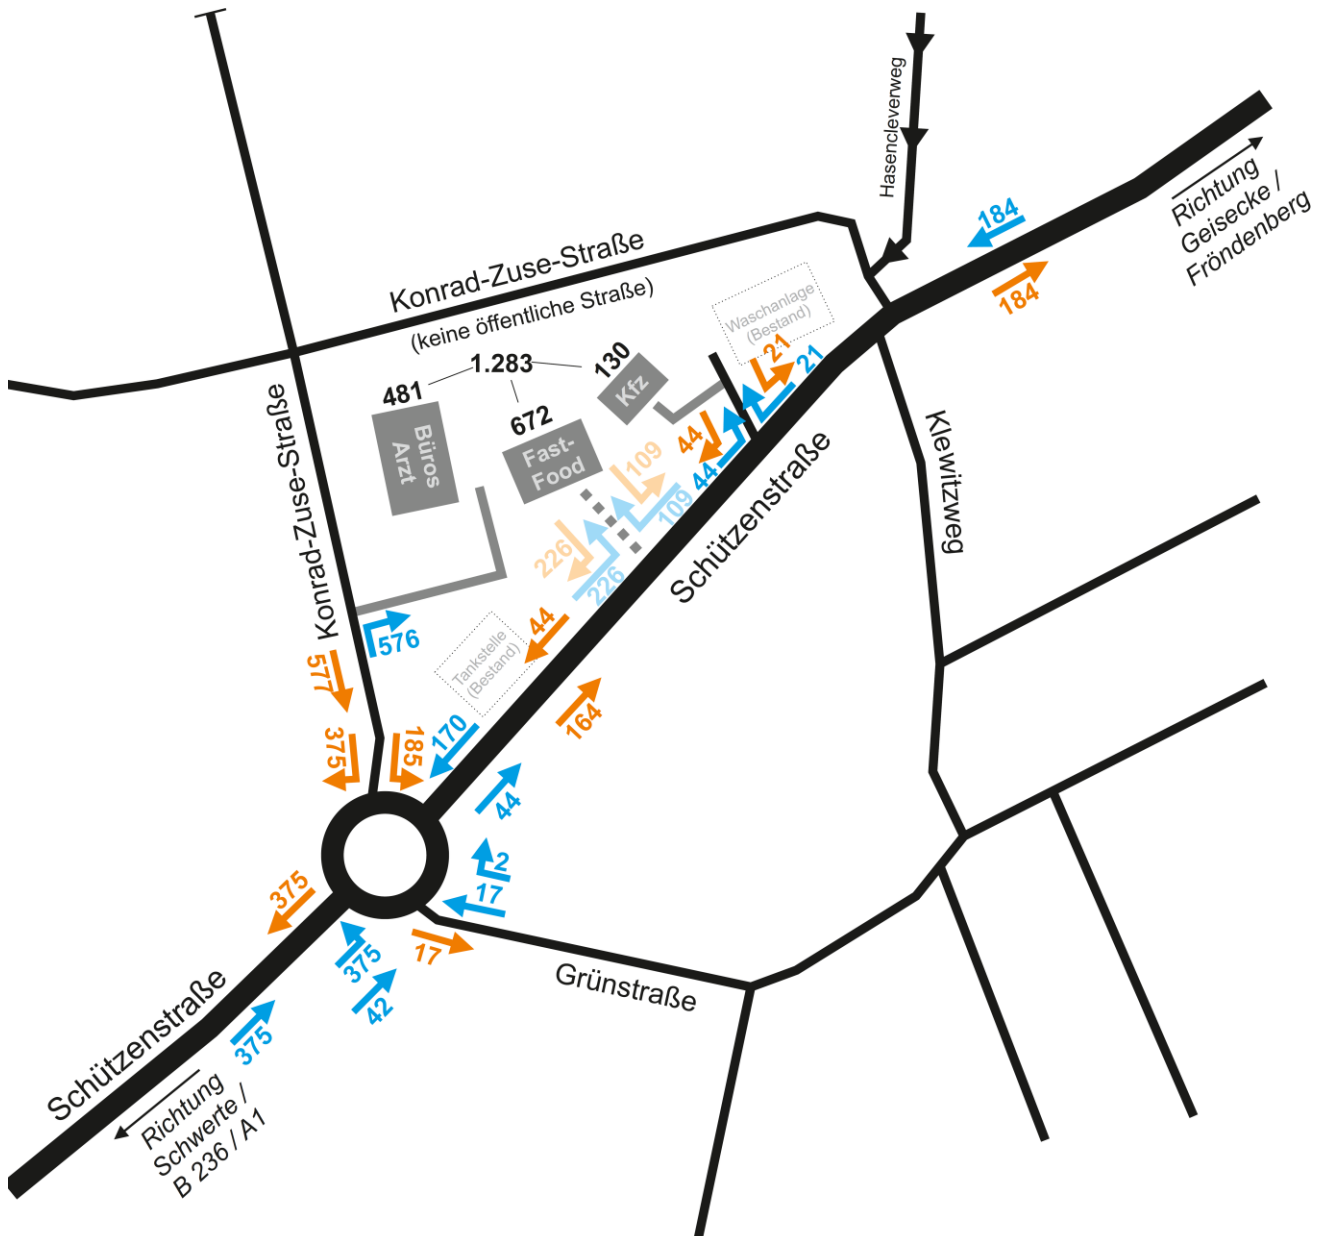 Hasencleverweg
Richtung
Geisecke /
Fröndenberg
184
184
Konrad-Zuse-Straße
(keine öffentliche Straße)
Waschanlage
(Bestand)
1.283
130
481
672
Kfz
Büros
Arzt
Fast-
Food
21
21
44
44
109
109
226
226
Konrad-Zuse-Straße
Schützenstraße
Klewitzweg
576
577
Tankstelle
(Bestand)
44
164
170
375
185
44
2
17
17
375
375
42
375
Grünstraße
Schützenstraße
Richtung
Schwerte /
B 236 / A1